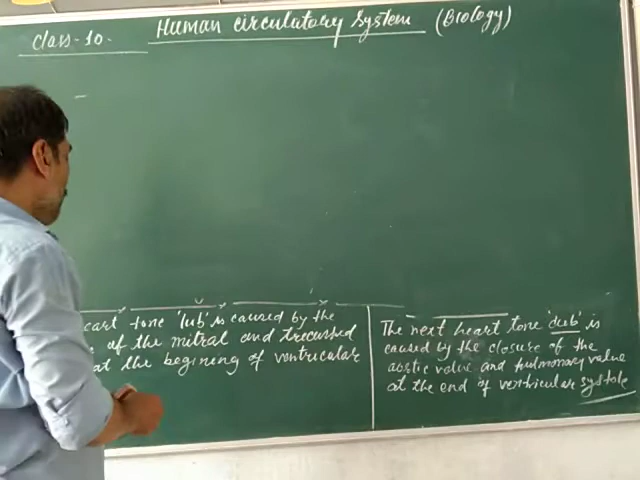 Class-10.
Human circulatory system (Biology)
eart tone 'lub' is caused by the
of the mitral and trecuspied
at the begining of ventricular
The next heart tone 'dub' is
caused by the closure of the
aortic valve and pulmonary valve
at the end of ventricular systole